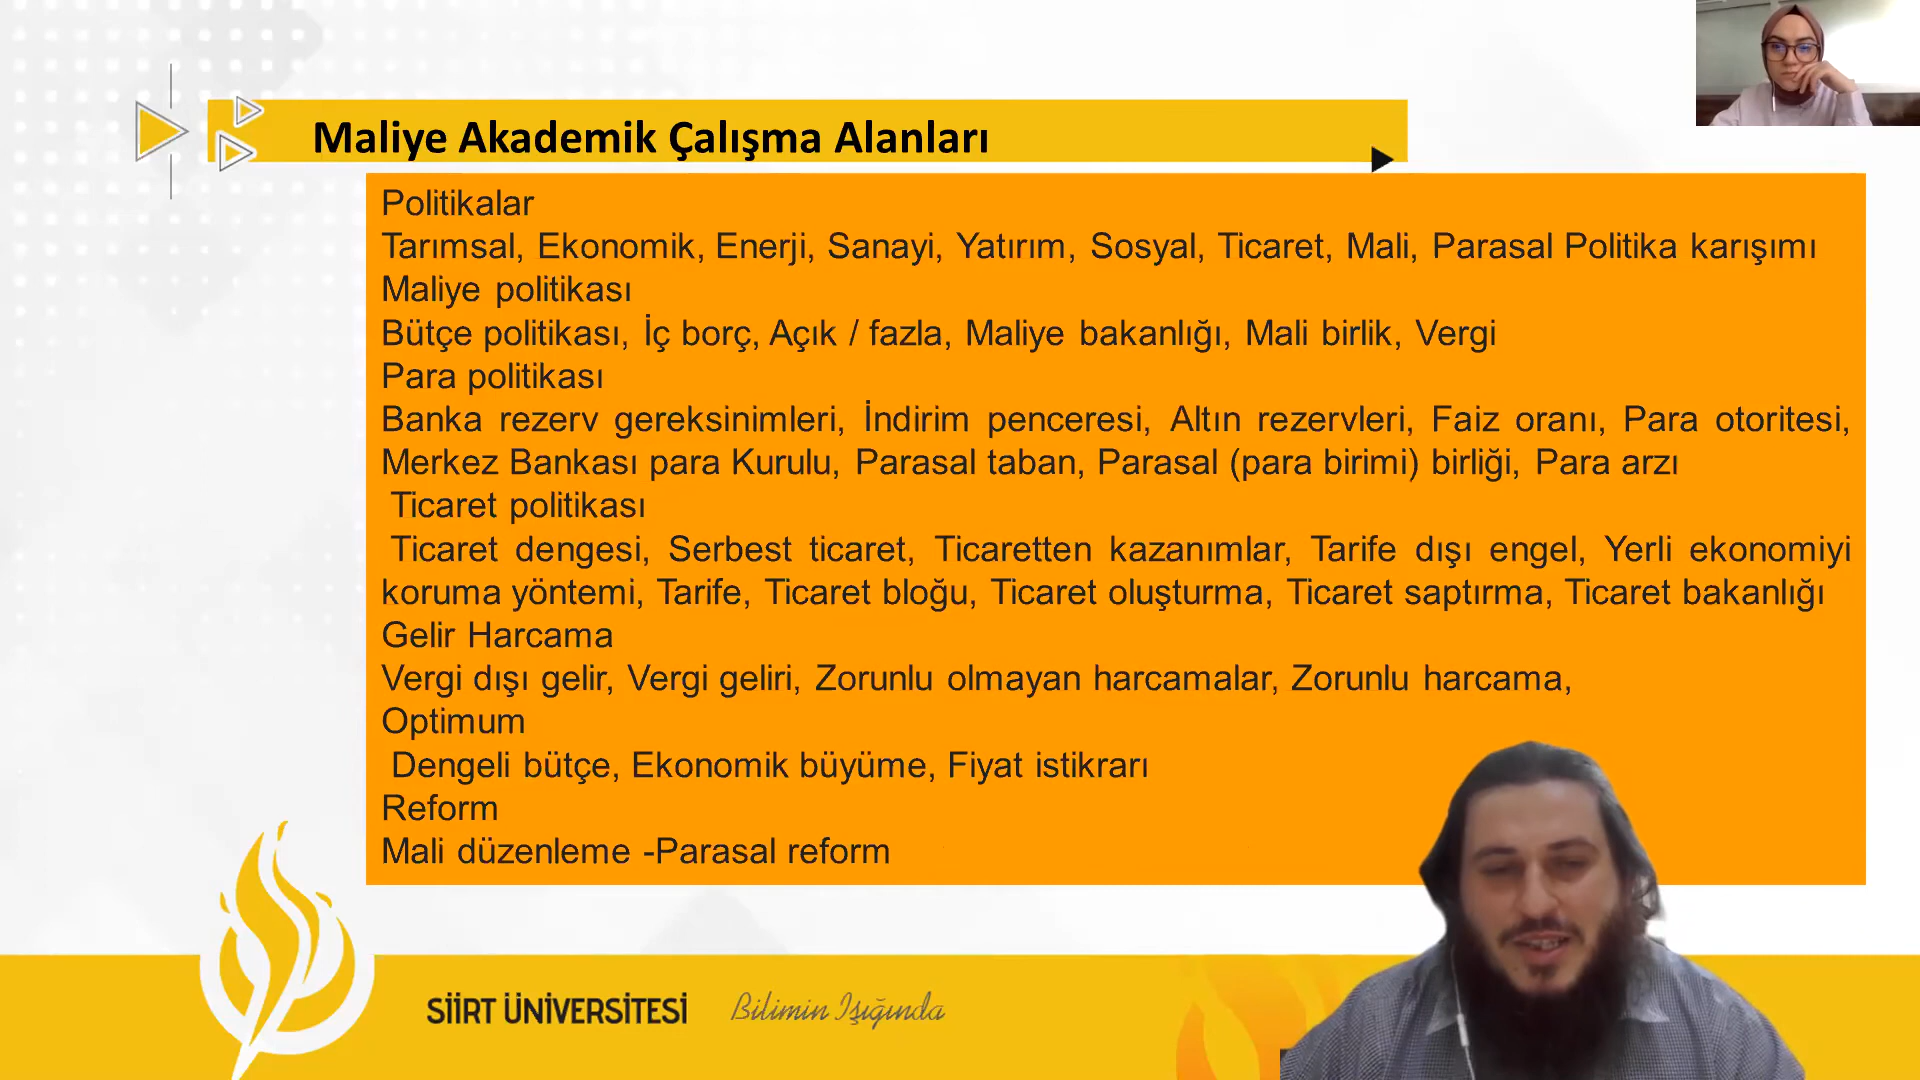 Maliye Akademik Çalışma Alanları
Politikalar
Tarımsal, Ekonomik, Enerji, Sanayi, Yatırım, Sosyal, Ticaret, Mali, Parasal Politika karışımı
Maliye politikası
Bütçe politikası, İç borç, Açık / fazla, Maliye bakanlığı, Mali birlik, Vergi
Para politikası
Banka rezerv gereksinimleri, İndirim penceresi, Altın rezervleri, Faiz oranı, Para otoritesi,
Merkez Bankası para Kurulu, Parasal taban, Parasal (para birimi) birliği, Para arzı
Ticaret politikası
Ticaret dengesi, Serbest ticaret, Ticaretten kazanımlar, Tarife dışı engel, Yerli ekonomiyi
koruma yöntemi, Tarife, Ticaret bloğu, Ticaret oluşturma, Ticaret saptırma, Ticaret bakanlığı
Gelir Harcama
Vergi dışı gelir, Vergi geliri, Zorunlu olmayan harcamalar, Zorunlu harcama,
Optimum
Dengeli bütçe, Ekonomik büyüme, Fiyat istikrarı
Reform
Mali düzenleme -Parasal reform
SİİRT ÜNİVERSİTESİ Bilimin Işığında